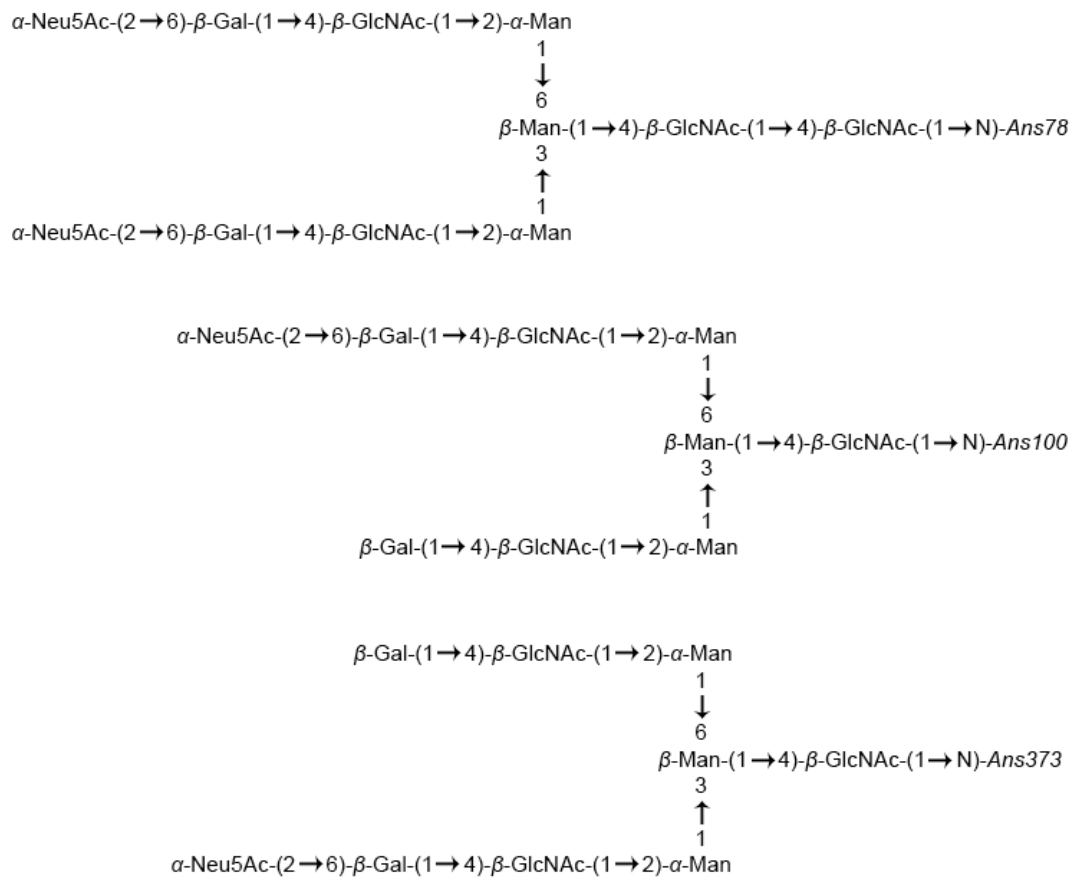 α-Neu5Ac-(2→6)-β-Gal-(1→4)-β-GlcNAc-(1→2)-α-Man
1
↓
6
β-Man-(1→4)-β-GlcNAc-(1→4)-β-GlcNAc-(1→N)-Ans78
3
↑
1
α-Neu5Ac-(2→6)-β-Gal-(1→4)-β-GlcNAc-(1→2)-α-Man
α-Neu5Ac-(2→6)-β-Gal-(1→4)-β-GlcNAc-(1→2)-α-Man
1
↓
6
β-Man-(1→4)-β-GlcNAc-(1→N)-Ans100
3
↑
1
β-Gal-(1→4)-β-GlcNAc-(1→2)-α-Man
β-Gal-(1→4)-β-GlcNAc-(1→2)-α-Man
1
↓
6
β-Man-(1→4)-β-GlcNAc-(1→N)-Ans373
3
↑
1
α-Neu5Ac-(2→6)-β-Gal-(1→4)-β-GlcNAc-(1→2)-α-Man